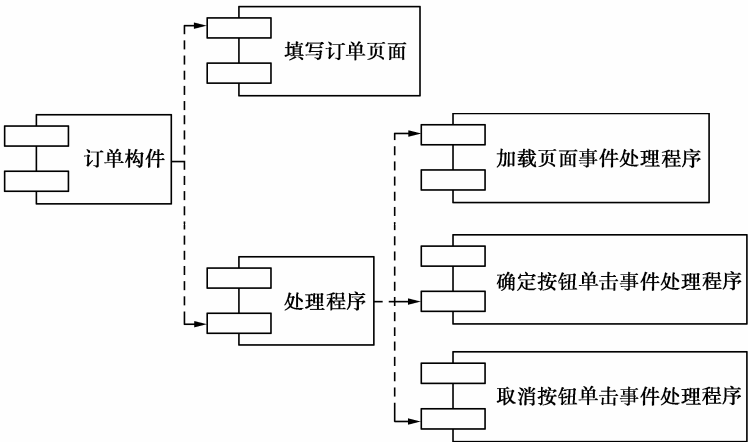 填写订单页面
订单构件
加载页面事件处理程序
处理程序
确定按钮单击事件处理程序
取消按钮单击事件处理程序